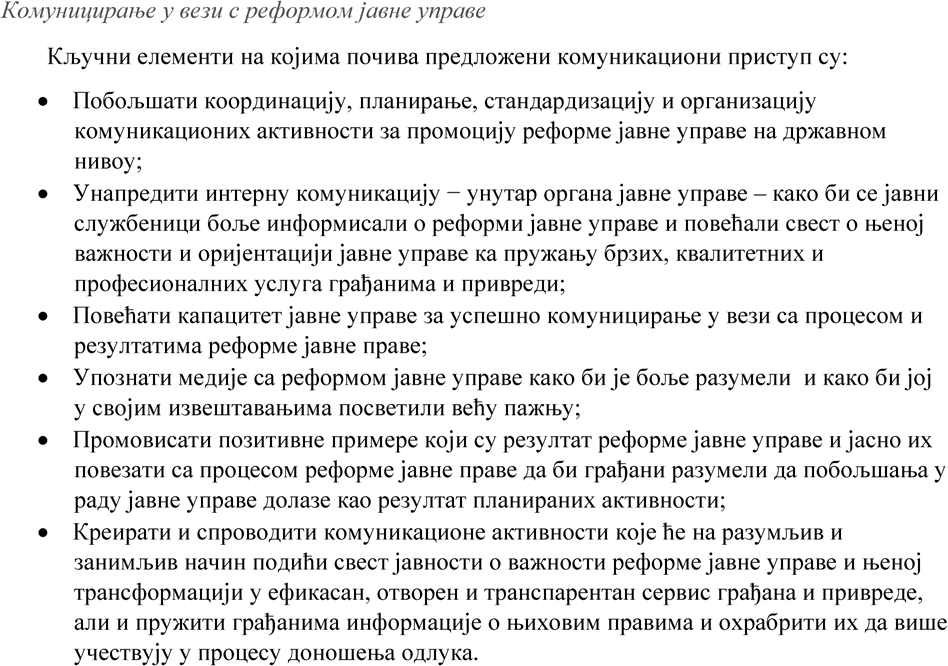 Комуницирање у вези с реформом јавне управе
Кључни елементи на којима почива предложени комуникациони приступ су:
• Побољшати координацију, планирање, стандардизацију и организацију
комуникационих активности за промоцију реформе јавне управе на државном
нивоу;
• Унапредити интерну комуникацију − унутар органа јавне управе – како би се јавни
службеници боље информисали о реформи јавне управе и повећали свест о њеној
важности и оријентацији јавне управе ка пружању брзих, квалитетних и
професионалних услуга грађанима и привреди;
• Повећати капацитет јавне управе за успешно комуницирање у вези са процесом и
резултатима реформе јавне праве;
• Упознати медије са реформом јавне управе како би је боље разумели  и како би јој
у својим извештавањима посветили већу пажњу;
• Промовисати позитивне примере који су резултат реформе јавне управе и јасно их
повезати са процесом реформе јавне праве да би грађани разумели да побољшања у
раду јавне управе долазе као резултат планираних активности;
• Креирати и спроводити комуникационе активности које ће на разумљив и
занимљив начин подићи свест јавности о важности реформе јавне управе и њеној
трансформацији у ефикасан, отворен и транспарентан сервис грађана и привреде,
али и пружити грађанима информације о њиховим правима и охрабрити их да више
учествују у процесу доношења одлука.